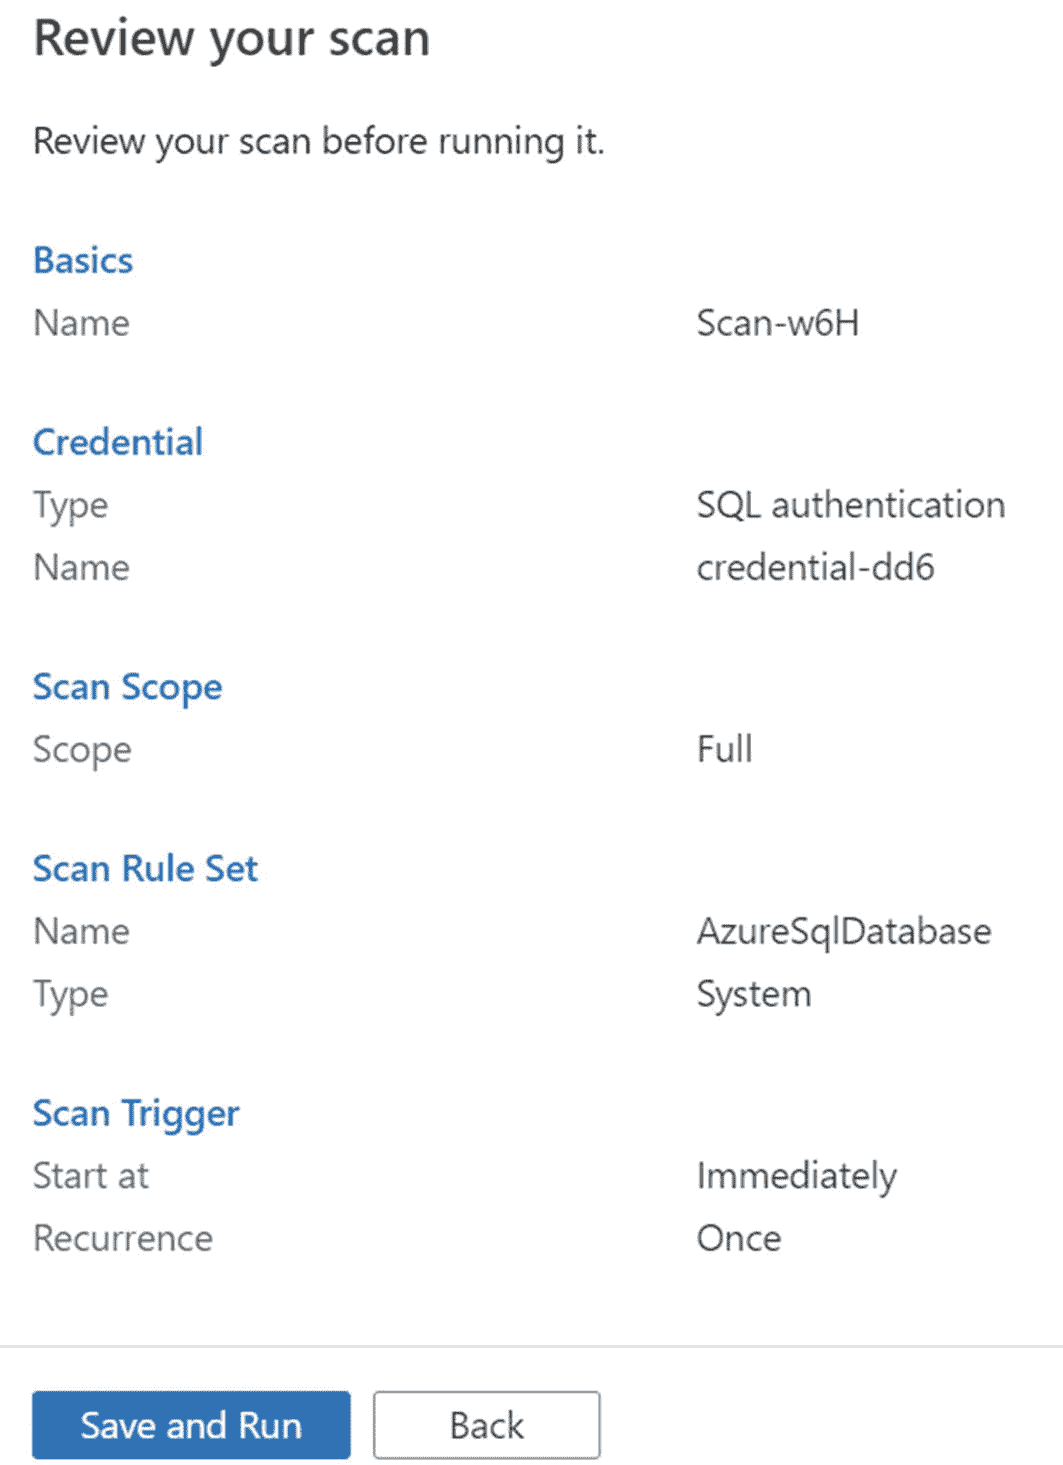 Review your scan
Review your scan before running it.
Basics
Name Scan-w6H
Credential
Type SQL authentication
Name credential-dd6
Scan Scope
Scope Full
Scan Rule Set
Name AzureSqlDatabase
Type System
Scan Trigger
Start at Immediately
Recurrence Once
Save and Run Back